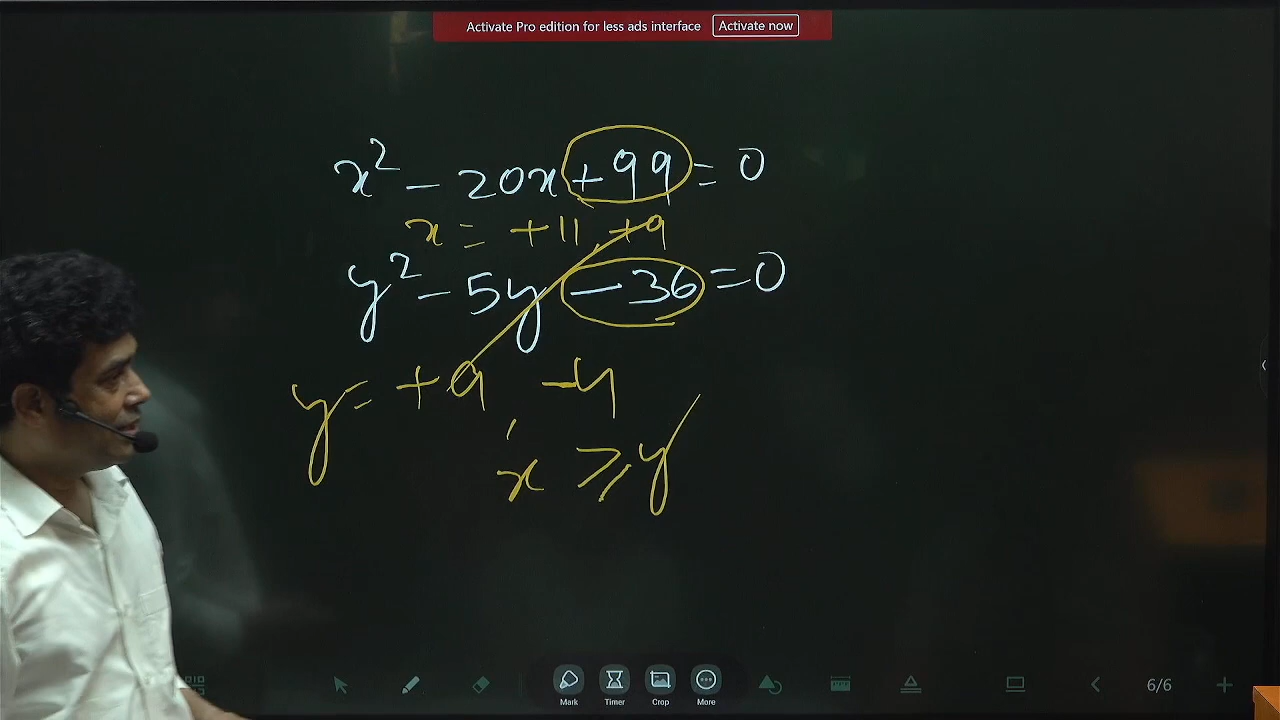 Activate Pro edition for less ads interface Activate now
x² - 20x + 99 = 0
x = +11, +9
y² - 5y - 36 = 0
y = +9 -4
x ≥ y
Mark Timer Crop More
6/6